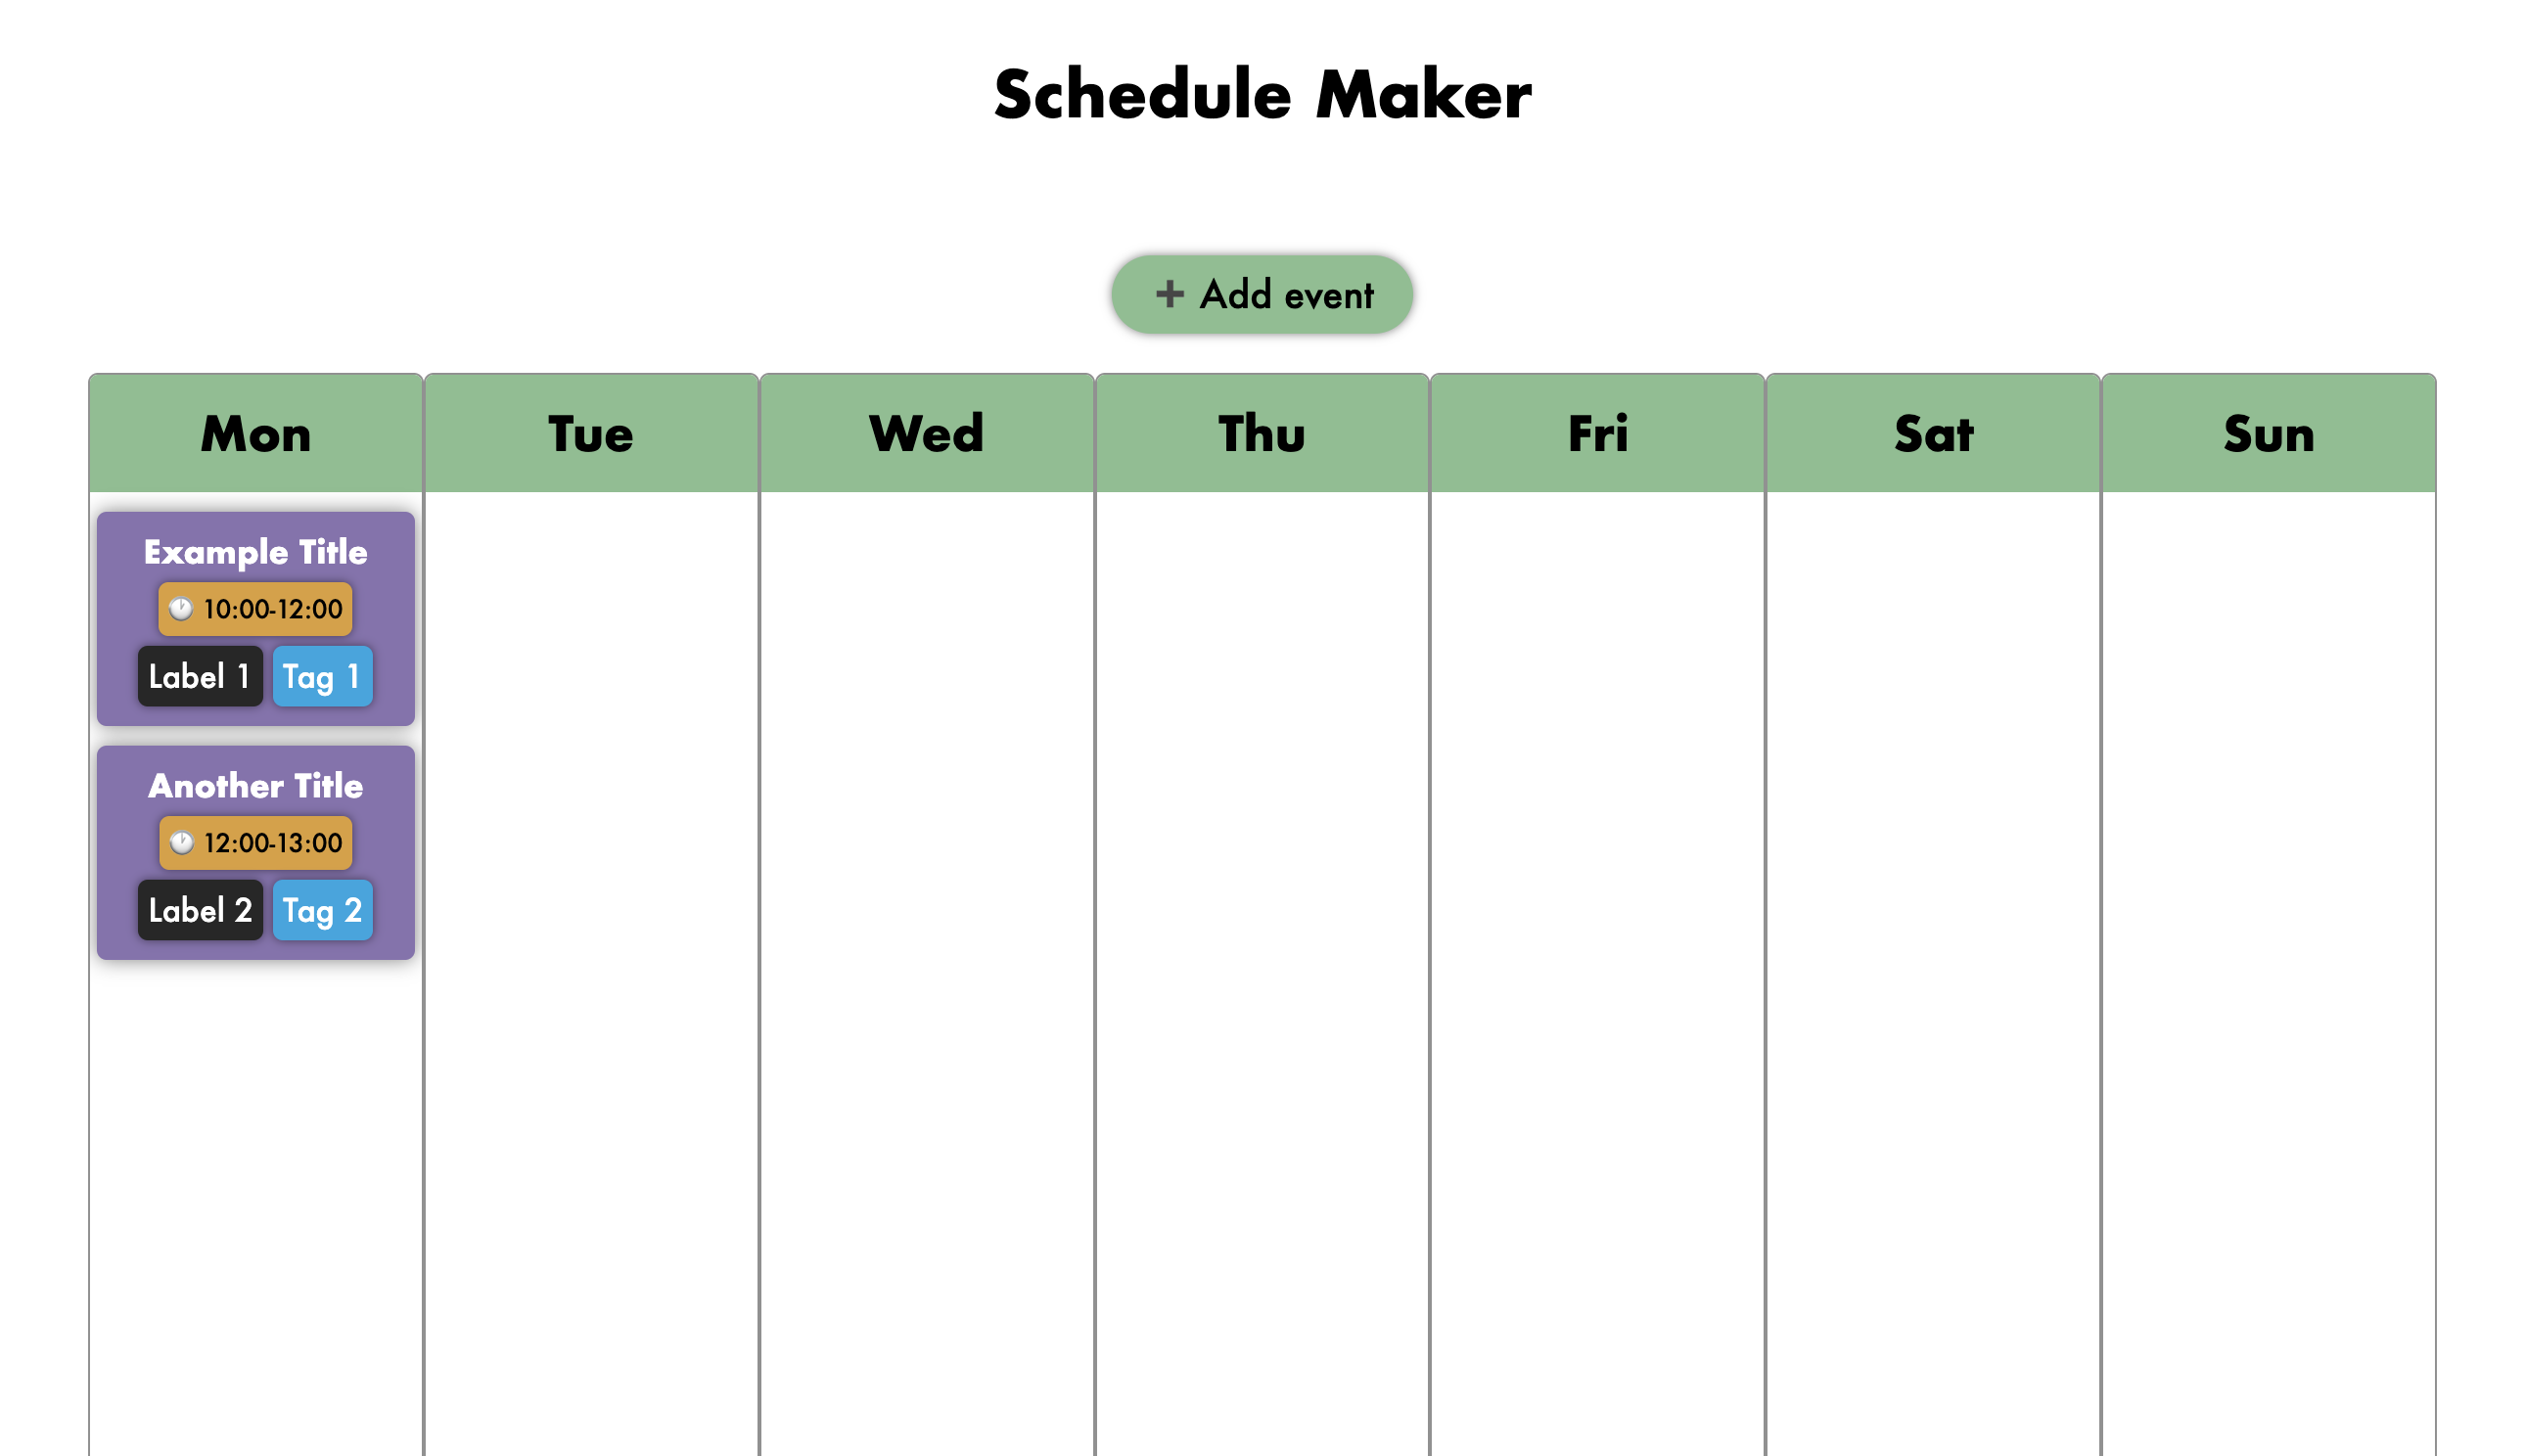 Schedule Maker
+ Add event
Mon Tue Wed Thu Fri Sat Sun
Example Title
10:00-12:00
Label 1 Tag 1
Another Title
12:00-13:00
Label 2 Tag 2